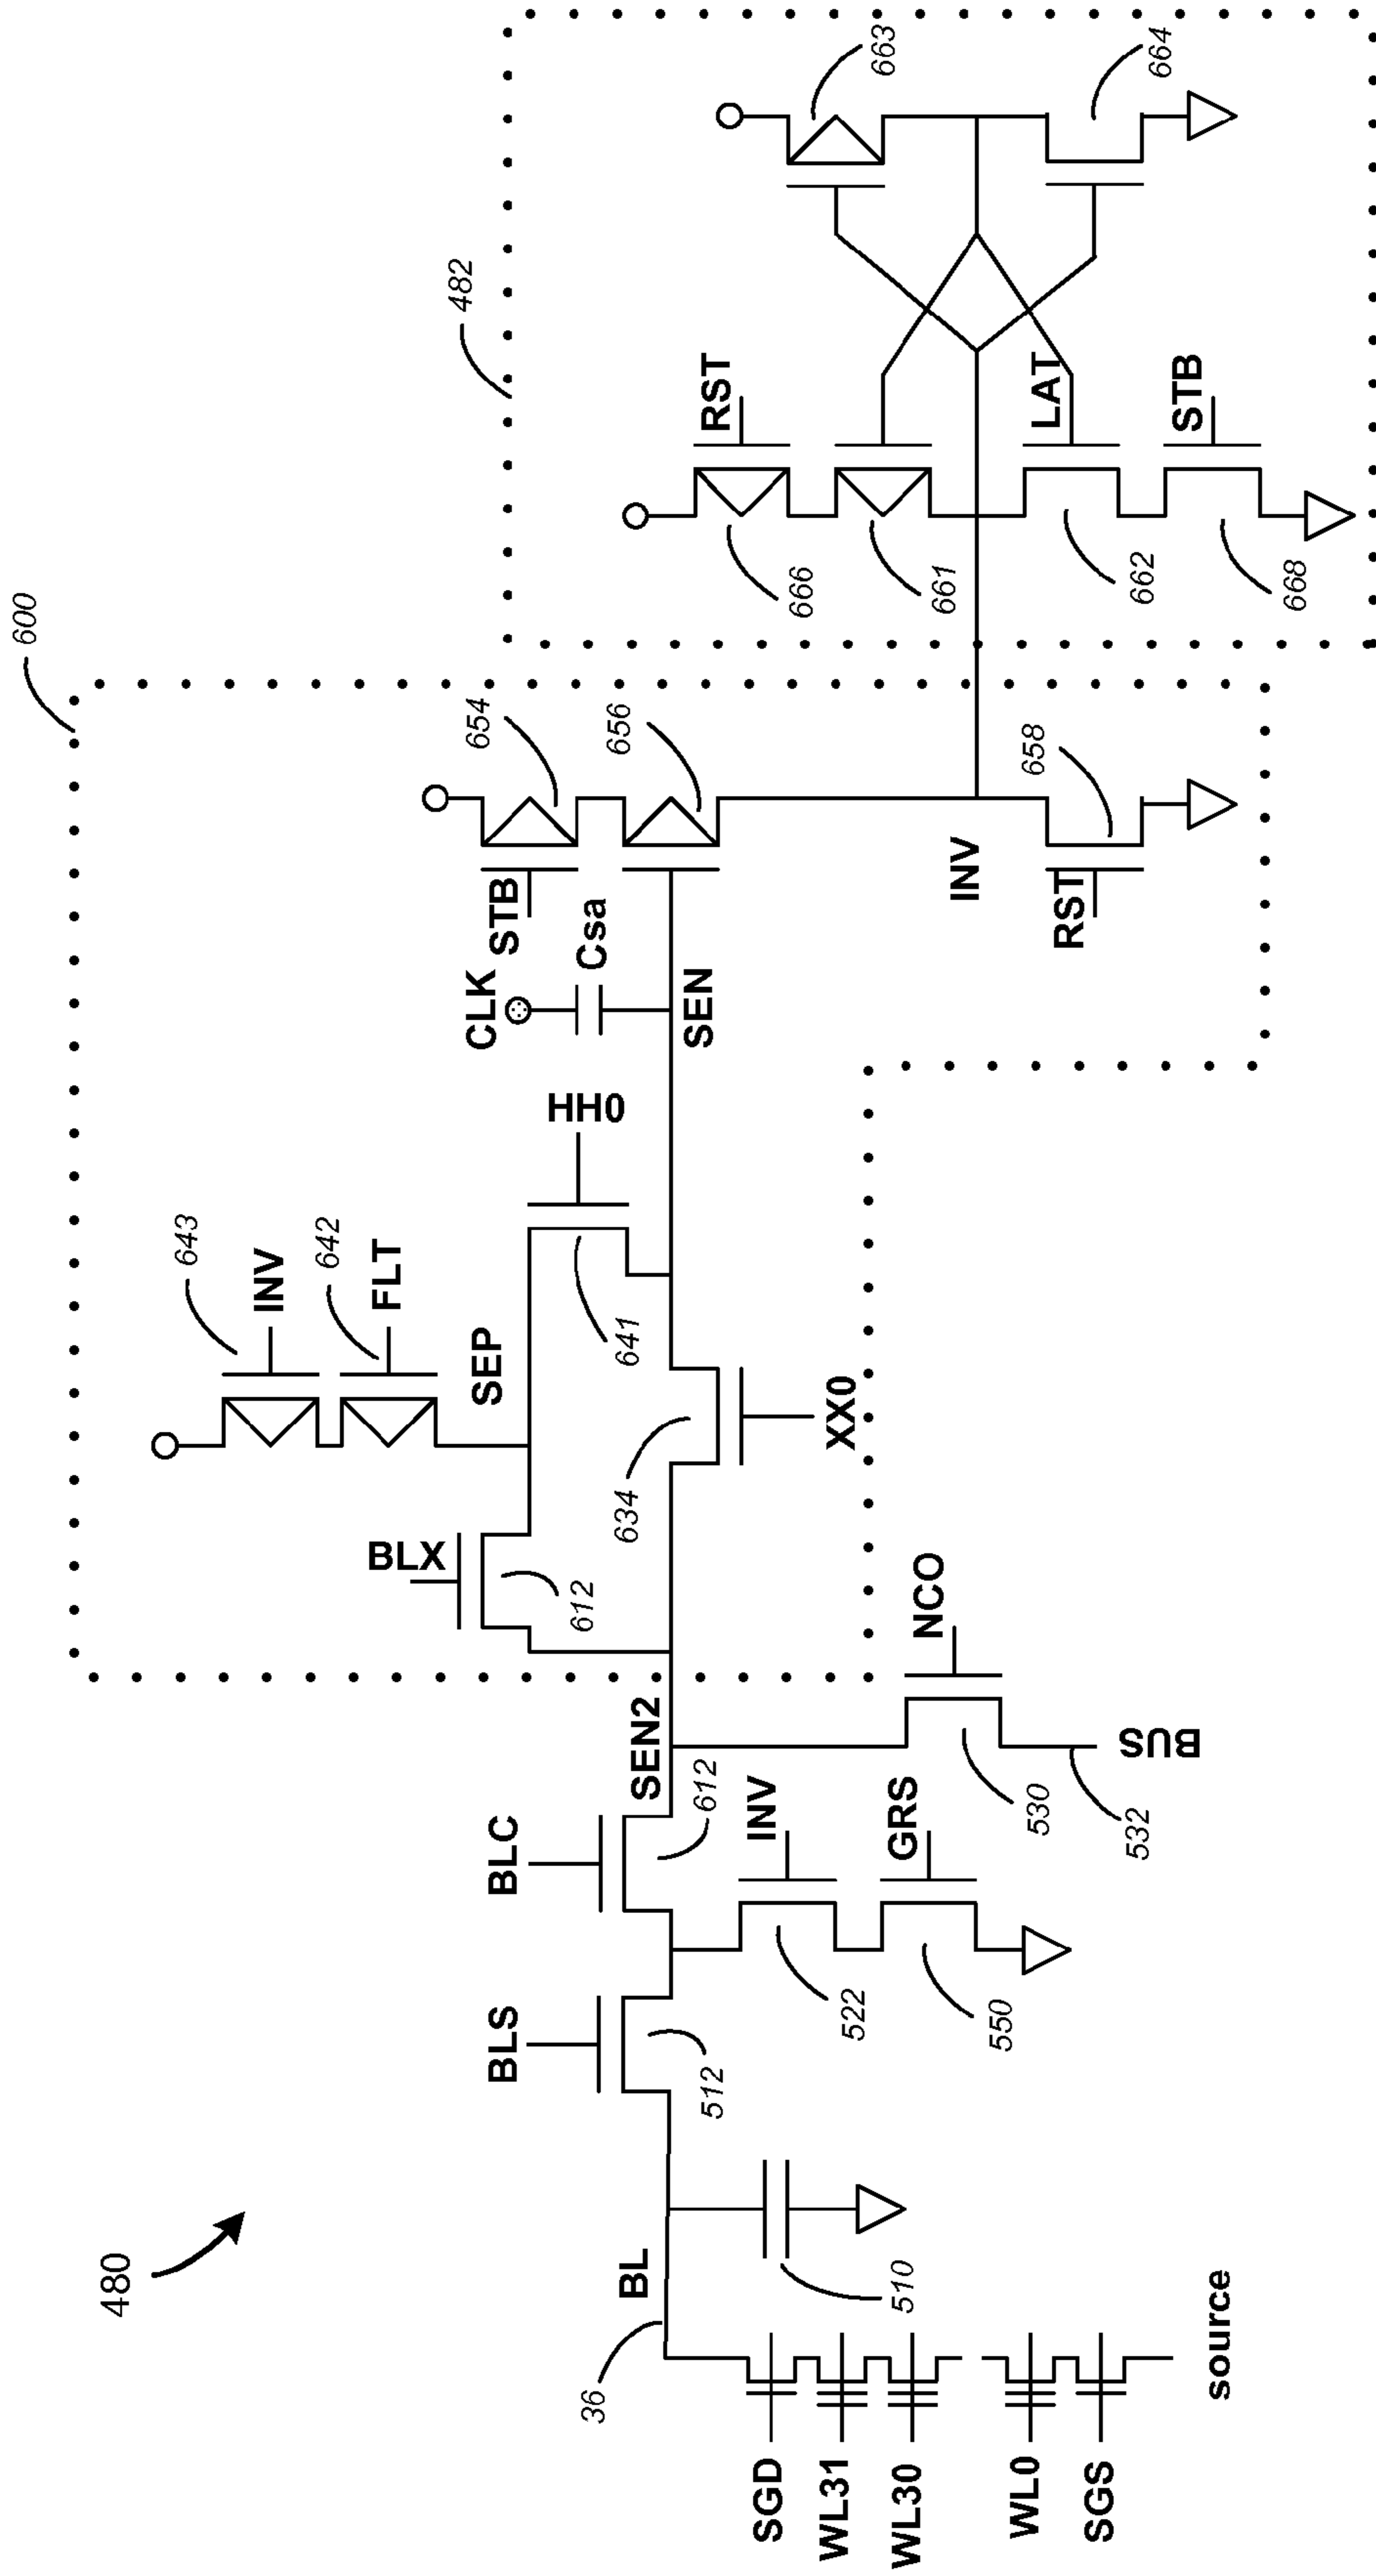 480
36
BL
510
SGD
WL31
WL30
WL0
SGS
source
BLS
512
BLC
612
SEN2
INV
522
GRS
550
NCO
530
532
BUS
600
BLX
612
643
INV
642
FLT
SEP
HH0
641
634
XX0
CLK
Csa
SEN
STB
654
656
INV
RST
658
482
RST
666
661
LAT
662
STB
668
663
664